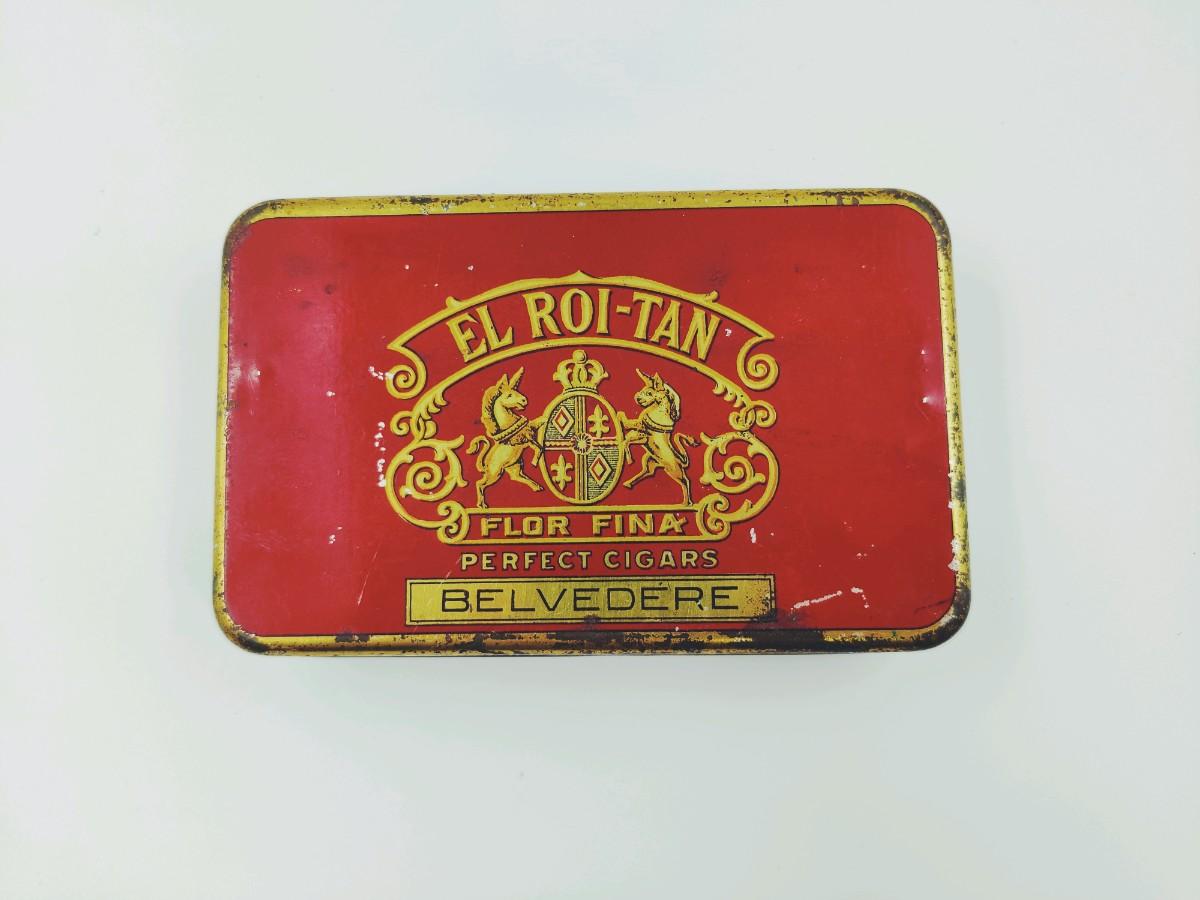 EL ROI-TAN
FLOR FINA
PERFECT CIGARS
BELVEDERE